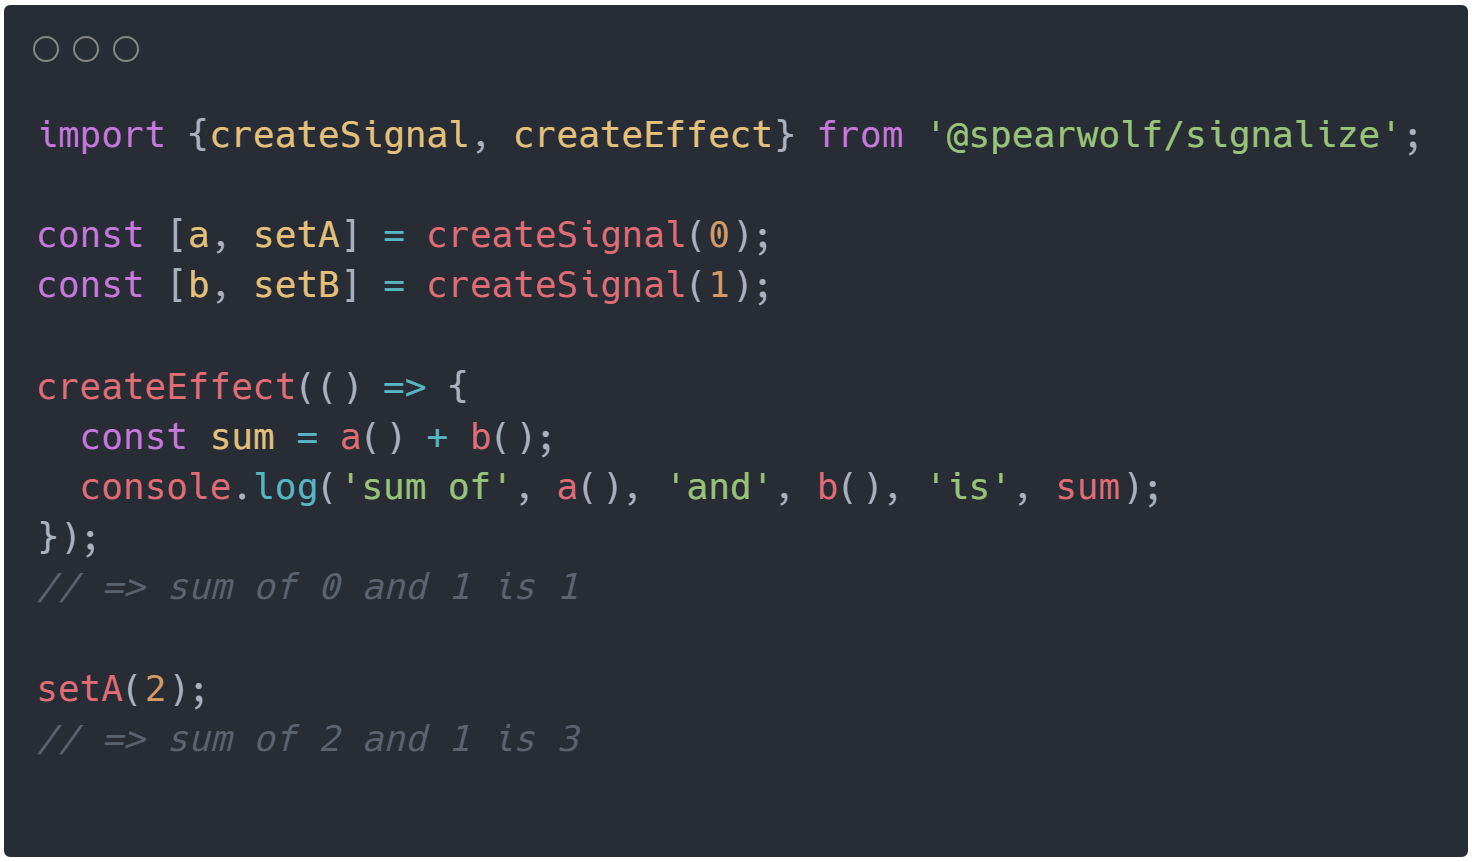 import {createSignal, createEffect} from '@spearwolf/signalize';
const [a, setA] = createSignal(0);
const [b, setB] = createSignal(1);
createEffect(() => {
  const sum = a() + b();
  console.log('sum of', a(), 'and', b(), 'is', sum);
});
// => sum of 0 and 1 is 1
setA(2);
// => sum of 2 and 1 is 3